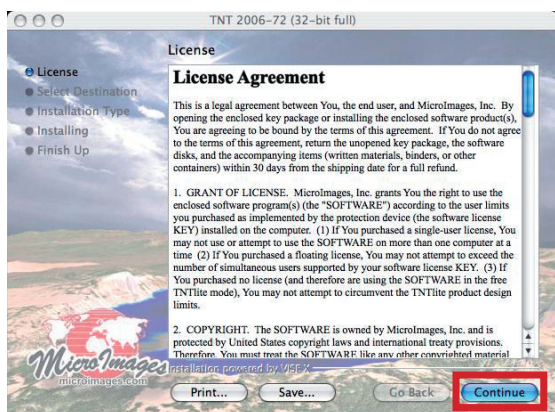 TNT 2006-72 (32-bit full)
License
License
Select Destination
Installation Type
Installing
Finish Up
License Agreement
This is a legal agreement between You, the end user, and MicroImages, Inc. By
opening the enclosed key package or installing the enclosed software product(s),
You are agreeing to be bound by the terms of this agreement. If You do not agree
to the terms of this agreement, return the unopened key package, the software
disks, and the accompanying items (written materials, binders, or other
containers) within 30 days from the shipping date for a full refund.
1. GRANT OF LICENSE. MicroImages, Inc. grants You the right to use the
enclosed software program(s) (the "SOFTWARE") according to the user limits
you purchased as implemented by the protection device (the software license
KEY) installed on the computer. (1) If You purchased a single-user license, You
may not use or attempt to use the SOFTWARE on more than one computer at a
time (2) If You purchased a floating license, You may not attempt to exceed the
number of simultaneous users supported by your software license KEY. (3) If
You purchased no license (and therefore are using the SOFTWARE in the free
TNTlite mode), You may not attempt to circumvent the TNTlite product design
limits.
2. COPYRIGHT. The SOFTWARE is owned by MicroImages, Inc. and is
protected by United States copyright laws and international treaty provisions.
Therefore, You must treat the SOFTWARE like any other copyrighted material
MicroImages
microimages.com
Installation powered by VISE X
Print...
Save...
Go Back
Continue